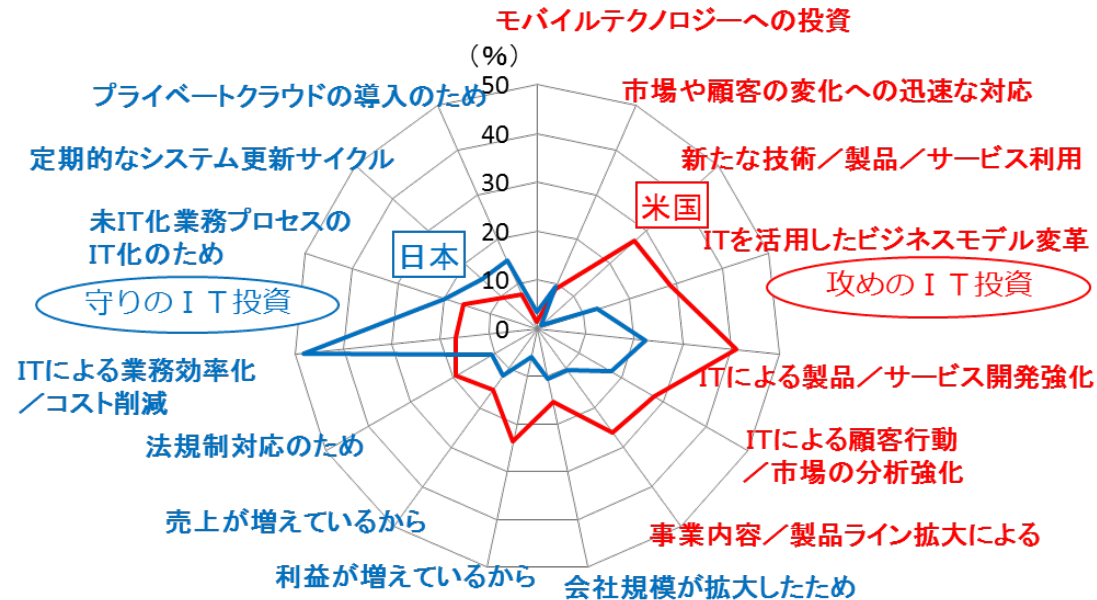 モバイルテクノロジーへの投資
(%)
50
40
30
20
10
0
市場や顧客の変化への迅速な対応
新たな技術／製品／サービス利用
米国
ITを活用したビジネスモデル変革
攻めのＩＴ投資
ITによる製品／サービス開発強化
ITによる顧客行動
／市場の分析強化
事業内容／製品ライン拡大による
会社規模が拡大したため
利益が増えているから
売上が増えているから
法規制対応のため
ITによる業務効率化
／コスト削減
守りのＩＴ投資
未IT化業務プロセスの
IT化のため
日本
定期的なシステム更新サイクル
プライベートクラウドの導入のため